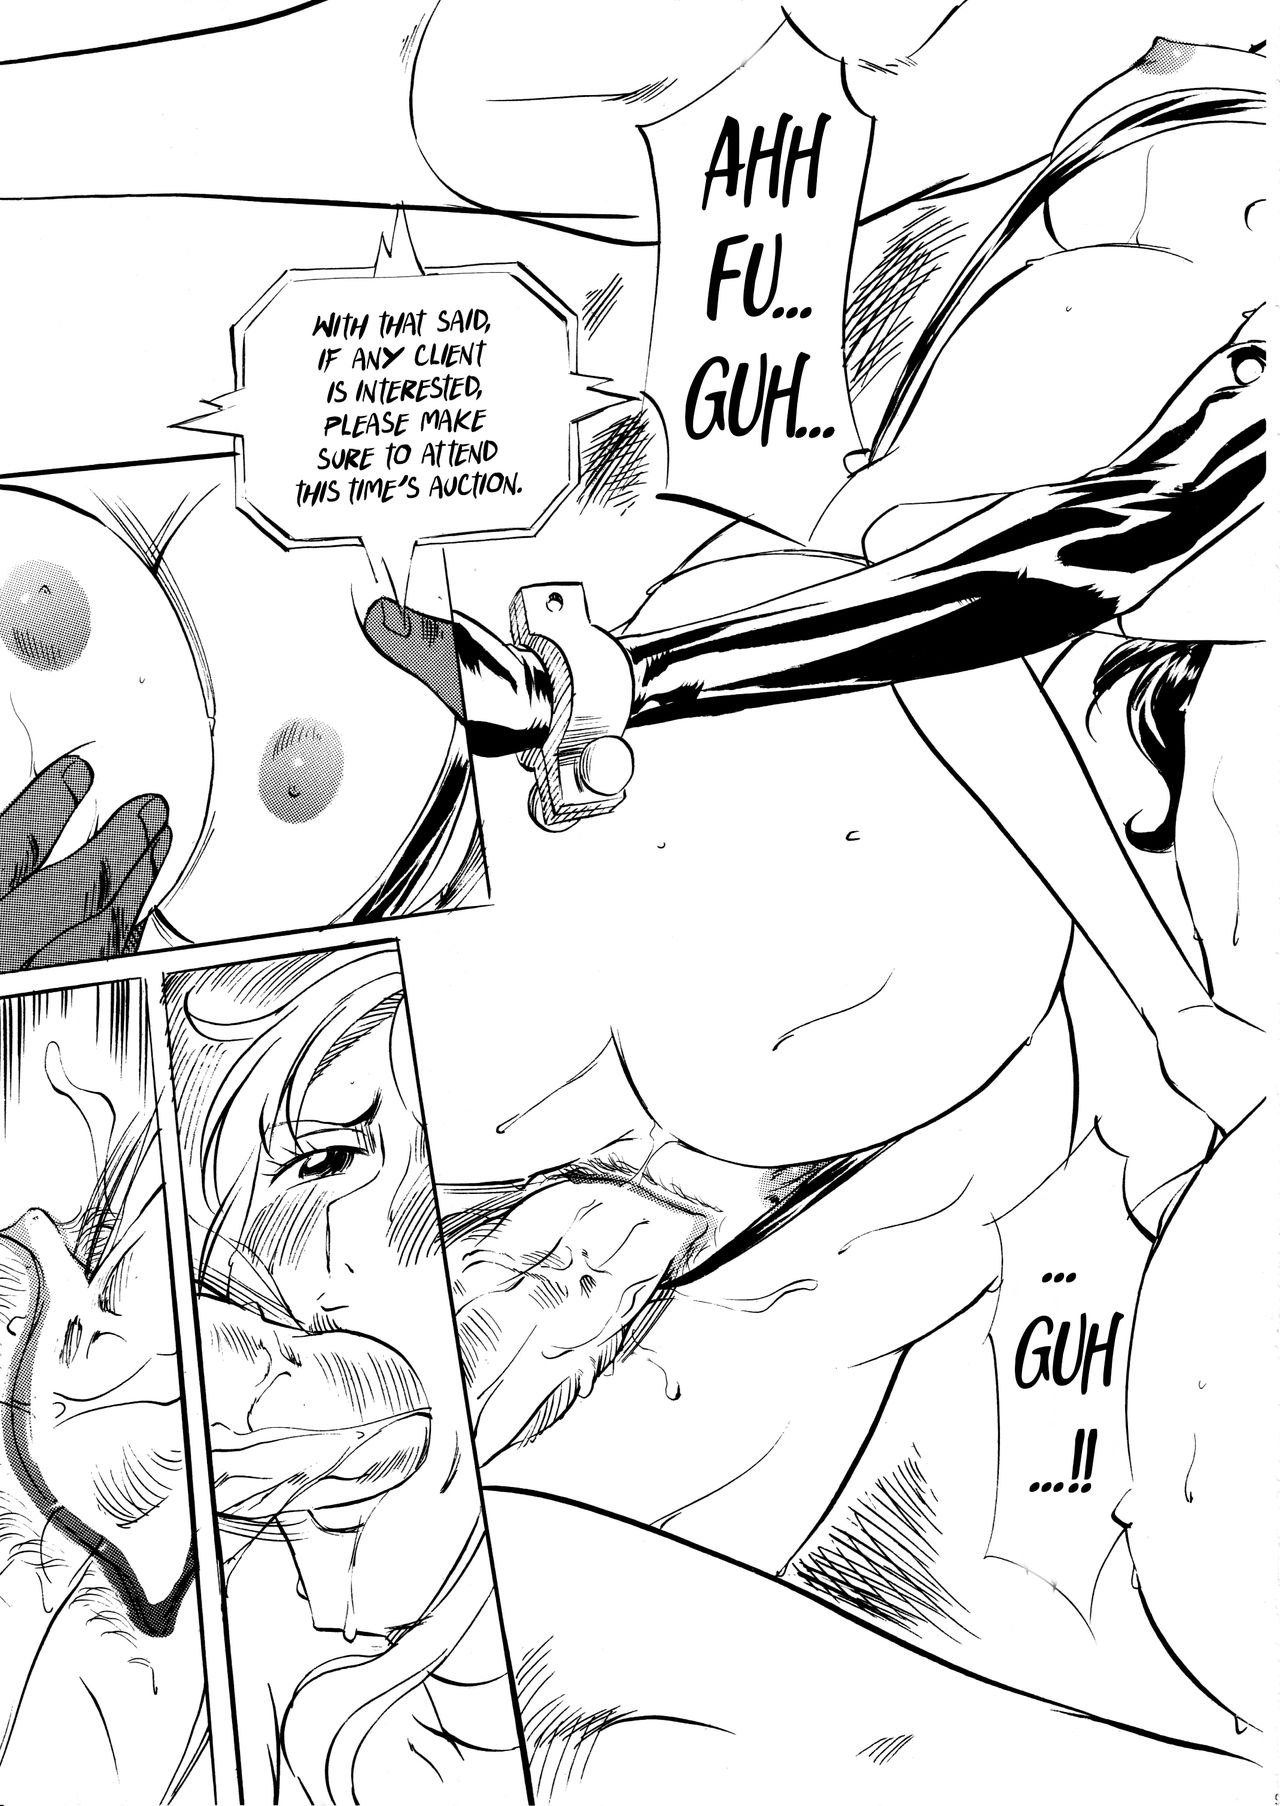 AHH
FU...
GUH...
WITH THAT SAID,
IF ANY CLIENT
IS INTERESTED,
PLEASE MAKE
SURE TO ATTEND
THIS TIME'S AUCTION.
...
GUH
...!!